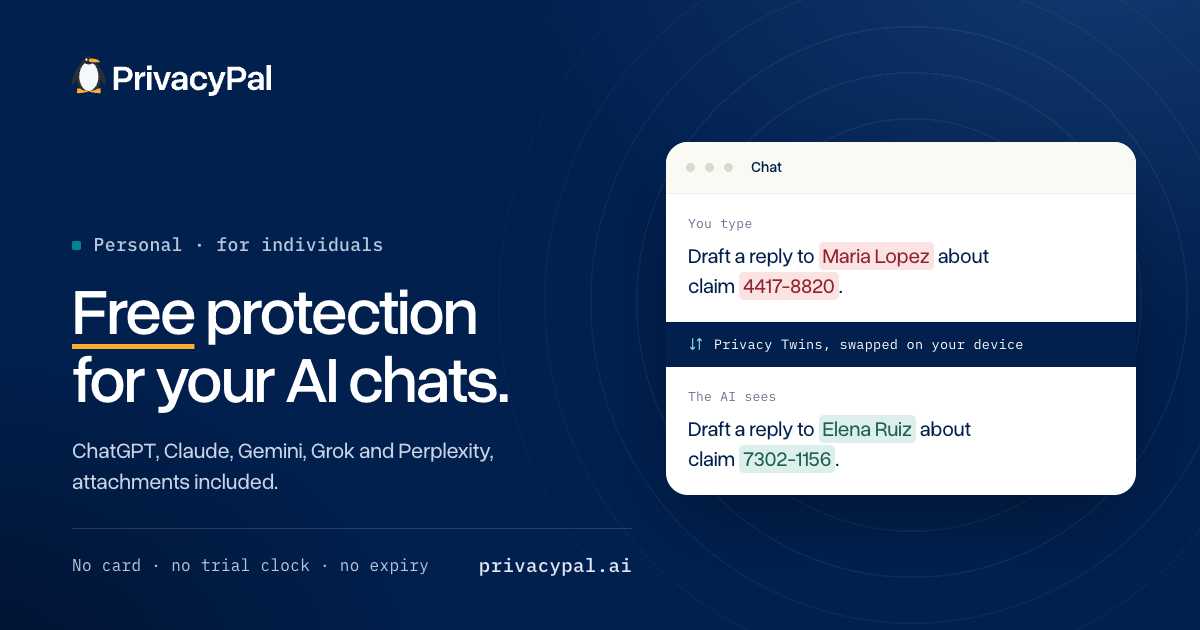 PrivacyPal
Personal · for individuals
Free protection
for your AI chats.
ChatGPT, Claude, Gemini, Grok and Perplexity,
attachments included.
No card · no trial clock · no expiry
privacypal.ai
Chat
You type
Draft a reply to Maria Lopez about
claim 4417-8820.
Privacy Twins, swapped on your device
The AI sees
Draft a reply to Elena Ruiz about
claim 7302-1156.